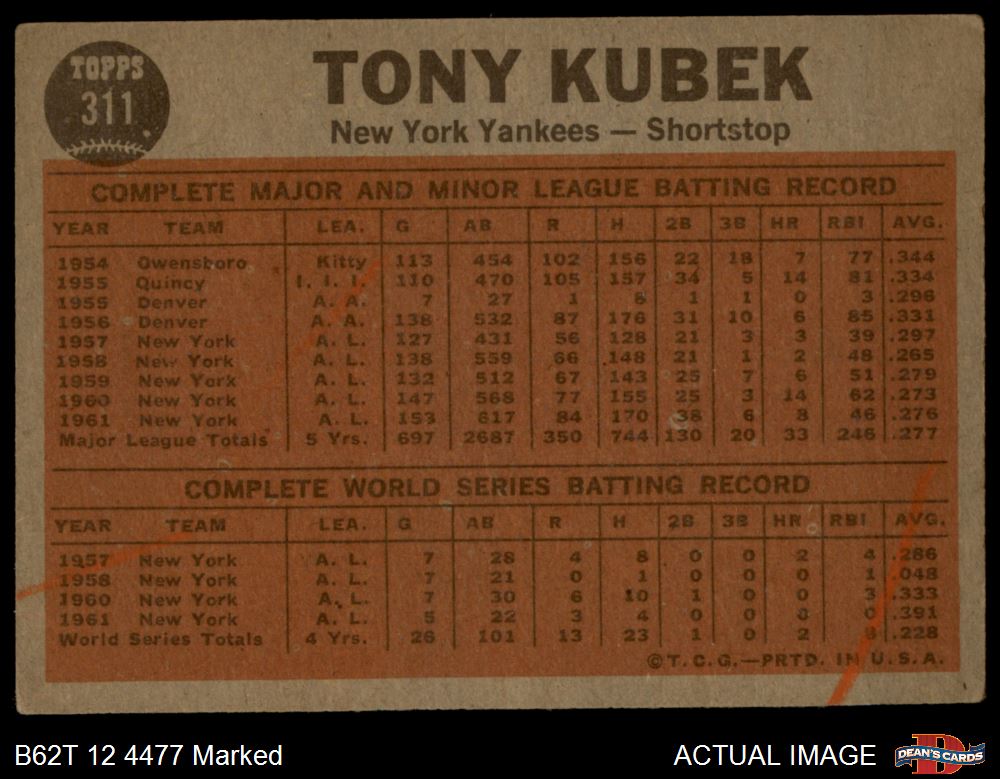 TOPPS
311
TONY KUBEK
New York Yankees — Shortstop
COMPLETE MAJOR AND MINOR LEAGUE BATTING RECORD
YEAR TEAM LEA. G AB R H 2B 3B HR RBI AVG.
1954 Owensboro Kitty 113 454 102 156 22 18 7 77 .344
1955 Quincy I. I. I. 110 470 105 157 34 5 14 81 .334
1955 Denver A. A. 7 27 1 8 1 1 0 3 .296
1956 Denver A. A. 138 532 87 176 31 10 6 85 .331
1957 New York A. L. 127 431 56 128 21 3 3 39 .297
1958 New York A. L. 138 559 66 148 21 1 2 48 .265
1959 New York A. L. 132 512 67 143 25 7 6 51 .279
1960 New York A. L. 147 568 77 155 25 3 14 62 .273
1961 New York A. L. 153 617 84 170 38 6 8 46 .276
Major League Totals 5 Yrs. 697 2687 350 744 130 20 33 246 .277
COMPLETE WORLD SERIES BATTING RECORD
YEAR TEAM LEA. G AB R H 2B 3B HR RBI AVG.
1957 New York A. L. 7 28 4 8 0 0 2 4 .286
1958 New York A. L. 7 21 0 1 0 0 0 1 .048
1960 New York A. L. 7 30 6 10 1 0 0 3 .333
1961 New York A. L. 5 22 3 4 0 0 0 0 .391
World Series Totals 4 Yrs. 26 101 13 23 1 0 2 8 .228
©T.C.G.—PRTD. IN U.S.A.
B62T 12 4477 Marked
ACTUAL IMAGE
DEAN'S CARDS